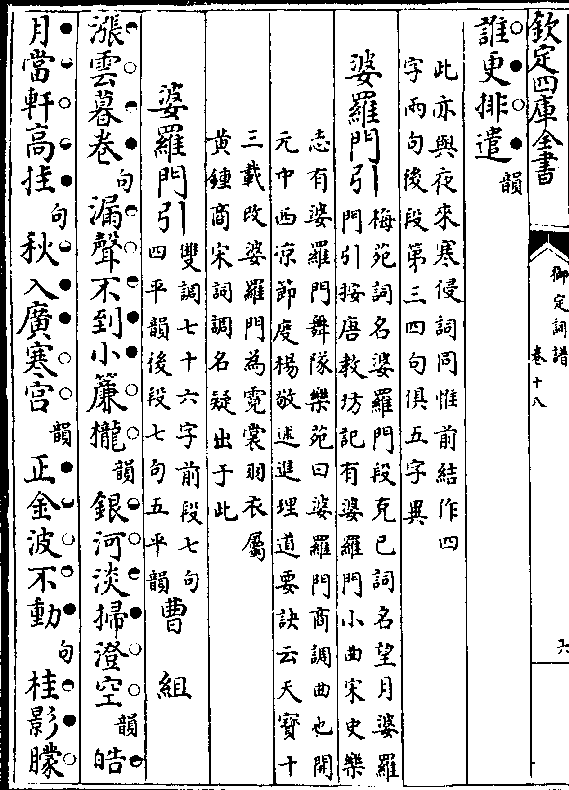 欽定四庫全書
御定詞譜
卷十八
六
誰更排遣韻
此亦與夜來寒侵詞同惟前結作四
字兩句後段第三四句俱五字異
婆羅門引梅苑詞名婆羅門段克已詞名望月婆羅
門引按唐教坊記有婆羅門小曲宋史樂
志有婆羅門舞隊樂苑曰婆羅門商調曲也開
元中西涼節度楊敬述進理道要訣云天寶十
三載改婆羅門為霓裳羽衣屬
黄鍾商宋詞調名疑出于此
婆羅門引雙調七十六字前段七句
四平韻後段七句五平韻曹組
漲雲暮卷句漏聲不到小簾櫳韻銀河淡掃澄空韻皓
月當軒高挂句秋入廣寒宫韻正金波不動句桂影朦